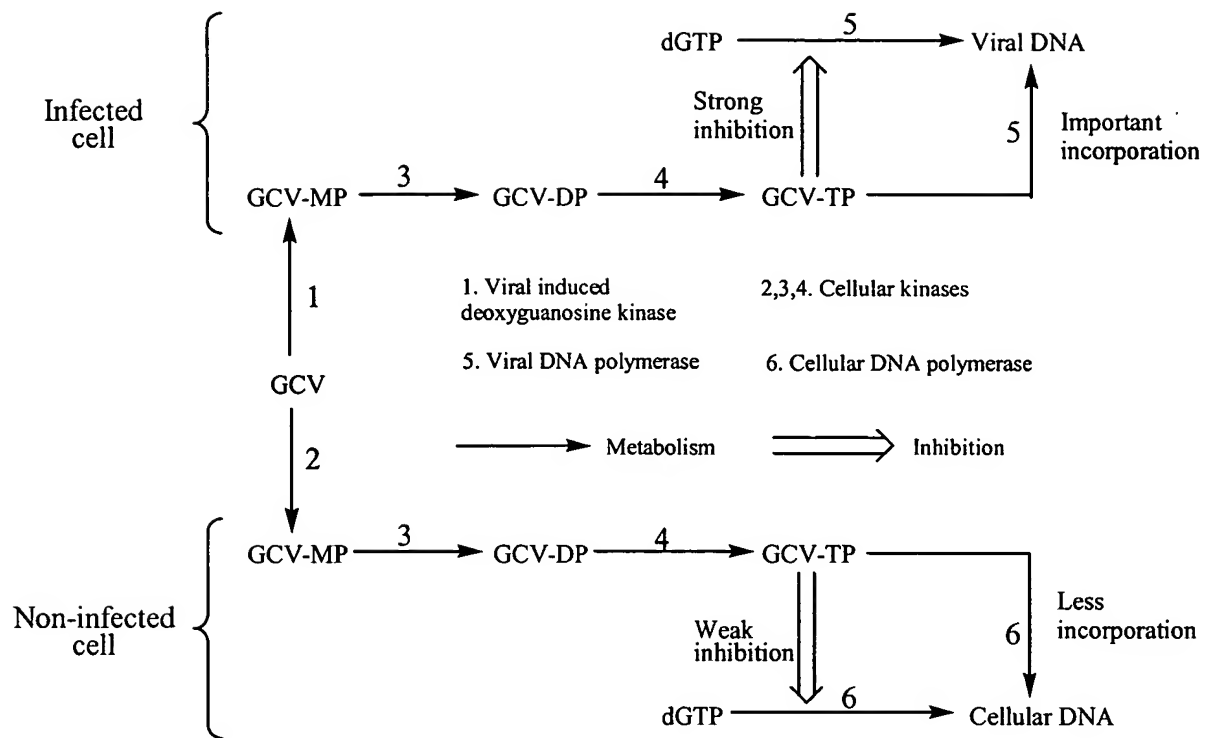 dGTP 5 Viral DNA
Infected
cell
Strong
inhibition
5
Important
incorporation
GCV-MP 3 GCV-DP 4 GCV-TP
1
1. Viral induced
deoxyguanosine kinase
2,3,4. Cellular kinases
5. Viral DNA polymerase
6. Cellular DNA polymerase
GCV
2
Metabolism
Inhibition
GCV-MP 3 GCV-DP 4 GCV-TP
Non-infected
cell
Weak
inhibition
6
Less
incorporation
dGTP 6 Cellular DNA